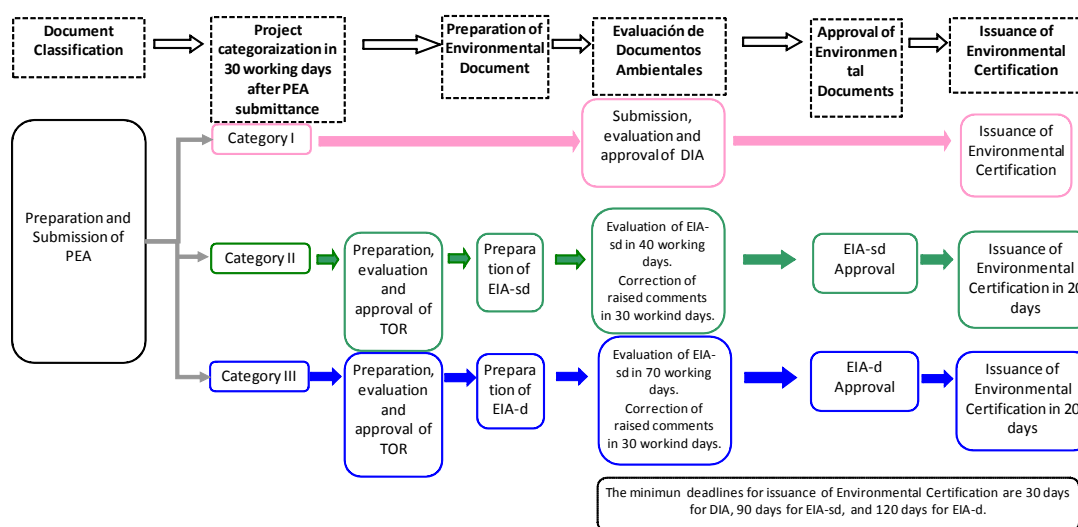 Document
Classification
Project
categoraization in
30 working days
after PEA
submittance
Preparation of
Environmental
Document
Evaluación de
Documentos
Ambientales
Approval of
Environmen
tal
Documents
Issuance of
Environmental
Certification
Preparation and
Submission of
PEA
Category I
Submission,
evaluation and
approval of DIA
Issuance of
Environmental
Certification
Category II
Preparation,
evaluation
and
approval of
TOR
Prepara
tion of
EIA-sd
Evaluation of EIA-
sd in 40 working
days.
Correction of
raised comments
in 30 workind days.
EIA-sd
Approval
Issuance of
Environmental
Certification in 20
days
Category III
Preparation,
evaluation
and
approval of
TOR
Prepara
tion of
EIA-d
Evaluation of EIA-
sd in 70 working
days.
Correction of
raised comments
in 30 workind days.
EIA-d
Approval
Issuance of
Environmental
Certification in 20
days
The minimun deadlines for issuance of Environmental Certification are 30 days
for DIA, 90 days for EIA-sd, and 120 days for EIA-d.